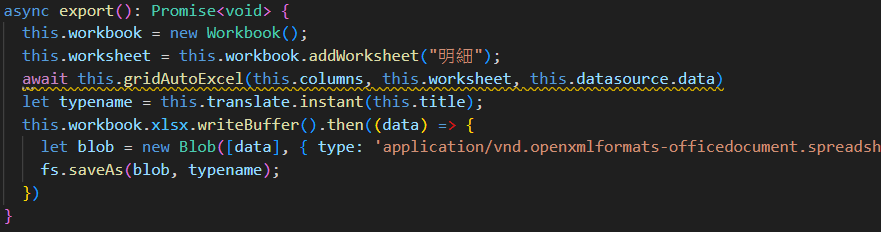 async export(): Promise<void> {
this.workbook = new Workbook();
this.worksheet = this.workbook.addWorksheet("明細");
await this.gridAutoExcel(this.columns, this.worksheet, this.datasource.data)
let typename = this.translate.instant(this.title);
this.workbook.xlsx.writeBuffer().then((data) => {
let blob = new Blob([data], { type: 'application/vnd.openxmlformats-officedocument.spreadsh
fs.saveAs(blob, typename);
})
}